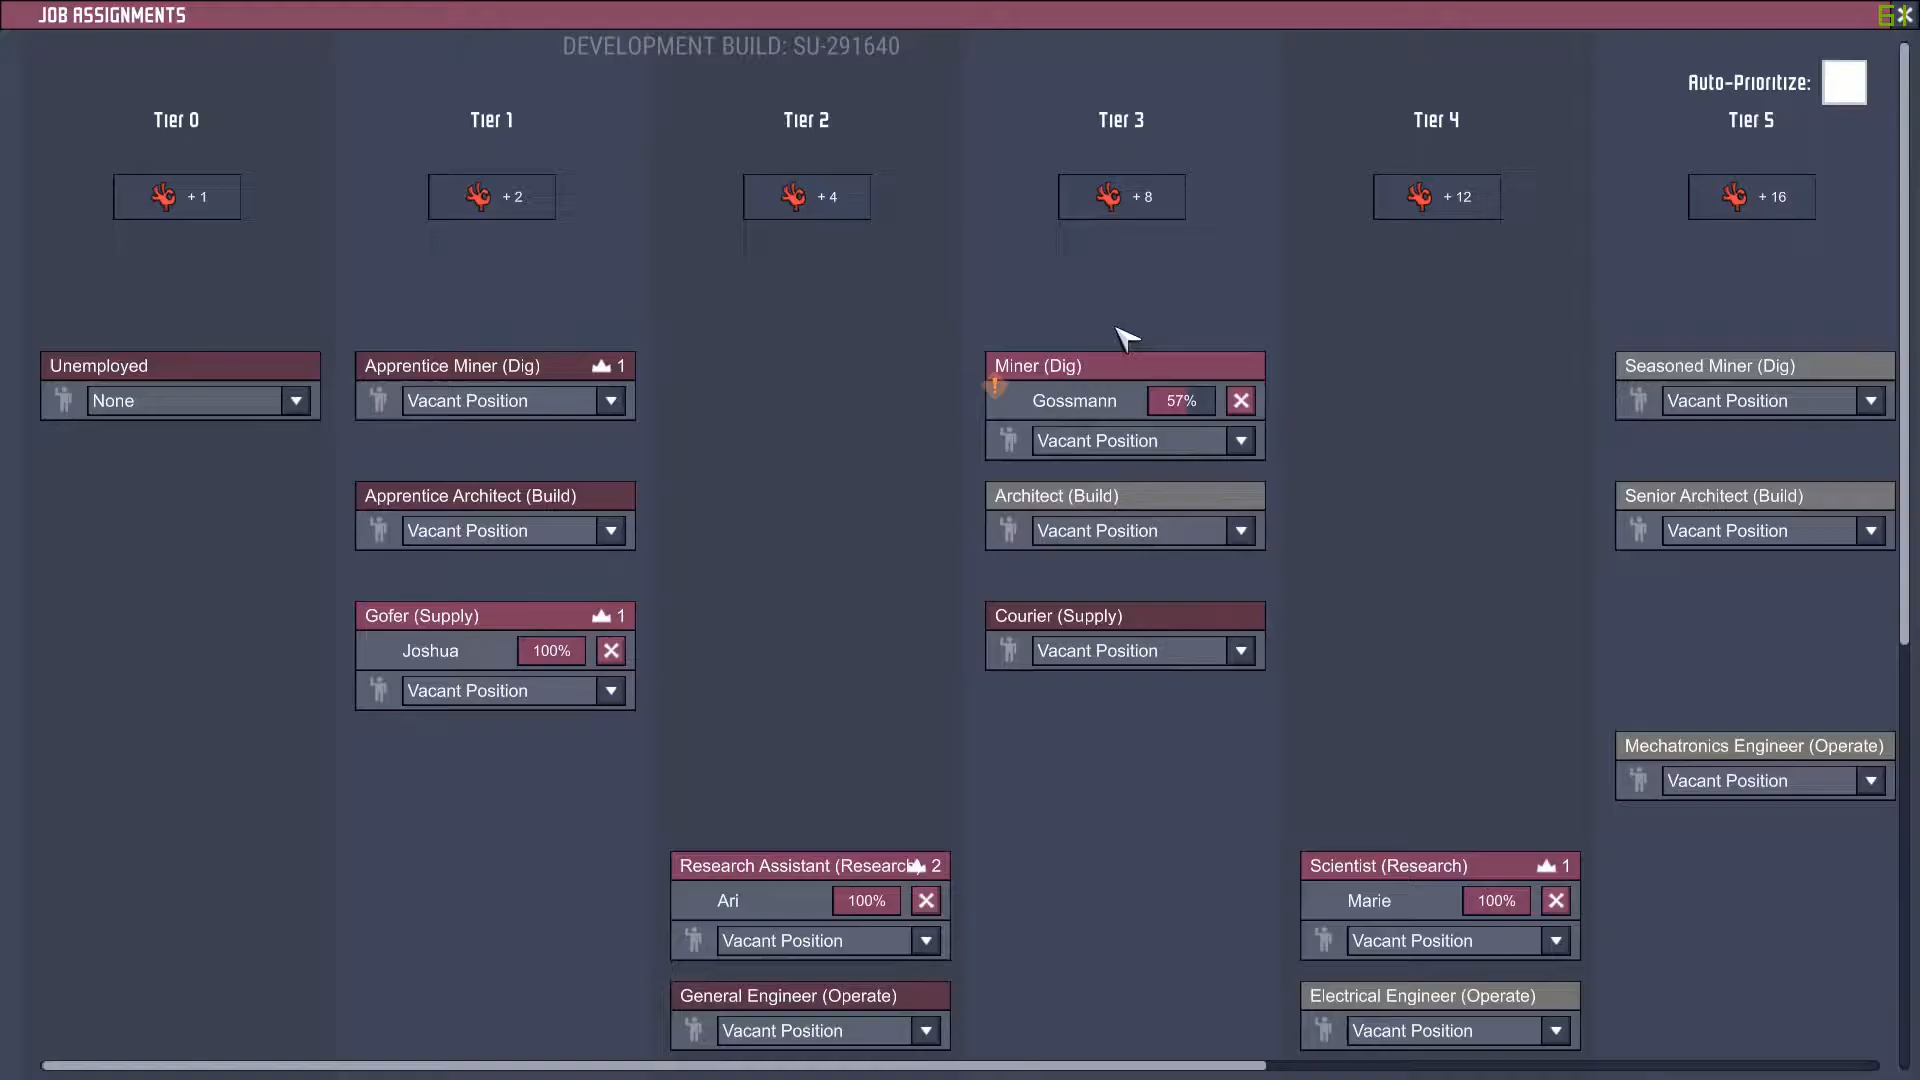 JOB ASSIGNMENTS
DEVELOPMENT BUILD: SU-291640
Auto-Prioritize:
Tier 0
Tier 1
Tier 2
Tier 3
Tier 4
Tier 5
+ 1
+ 2
+ 4
+ 8
+ 12
+ 16
Unemployed
None
Apprentice Miner (Dig) 1
Vacant Position
Miner (Dig)
Gossmann 57%
Vacant Position
Seasoned Miner (Dig)
Vacant Position
Apprentice Architect (Build)
Vacant Position
Architect (Build)
Vacant Position
Senior Architect (Build)
Vacant Position
Gofer (Supply) 1
Joshua 100%
Vacant Position
Courier (Supply)
Vacant Position
Mechatronics Engineer (Operate)
Vacant Position
Research Assistant (Research) 2
Ari 100%
Vacant Position
Scientist (Research) 1
Marie 100%
Vacant Position
General Engineer (Operate)
Vacant Position
Electrical Engineer (Operate)
Vacant Position